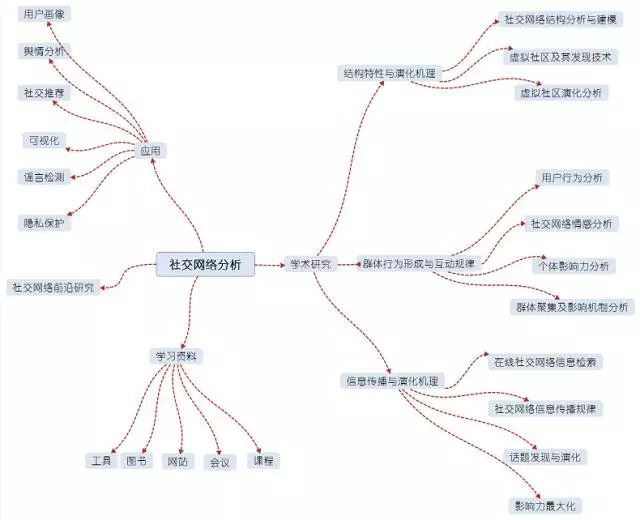 用户画像
舆情分析
社交推荐
可视化
谣言检测
隐私保护
应用
社交网络分析
社交网络前沿研究
学习资料
工具
图书
网站
会议
课程
学术研究
结构特性与演化机理
社交网络结构分析与建模
虚拟社区及其发现技术
虚拟社区演化分析
群体行为形成与互动规律
用户行为分析
社交网络情感分析
个体影响力分析
群体聚集及影响机制分析
信息传播与演化机理
在线社交网络信息检索
社交网络信息传播规律
话题发现与演化
影响力最大化